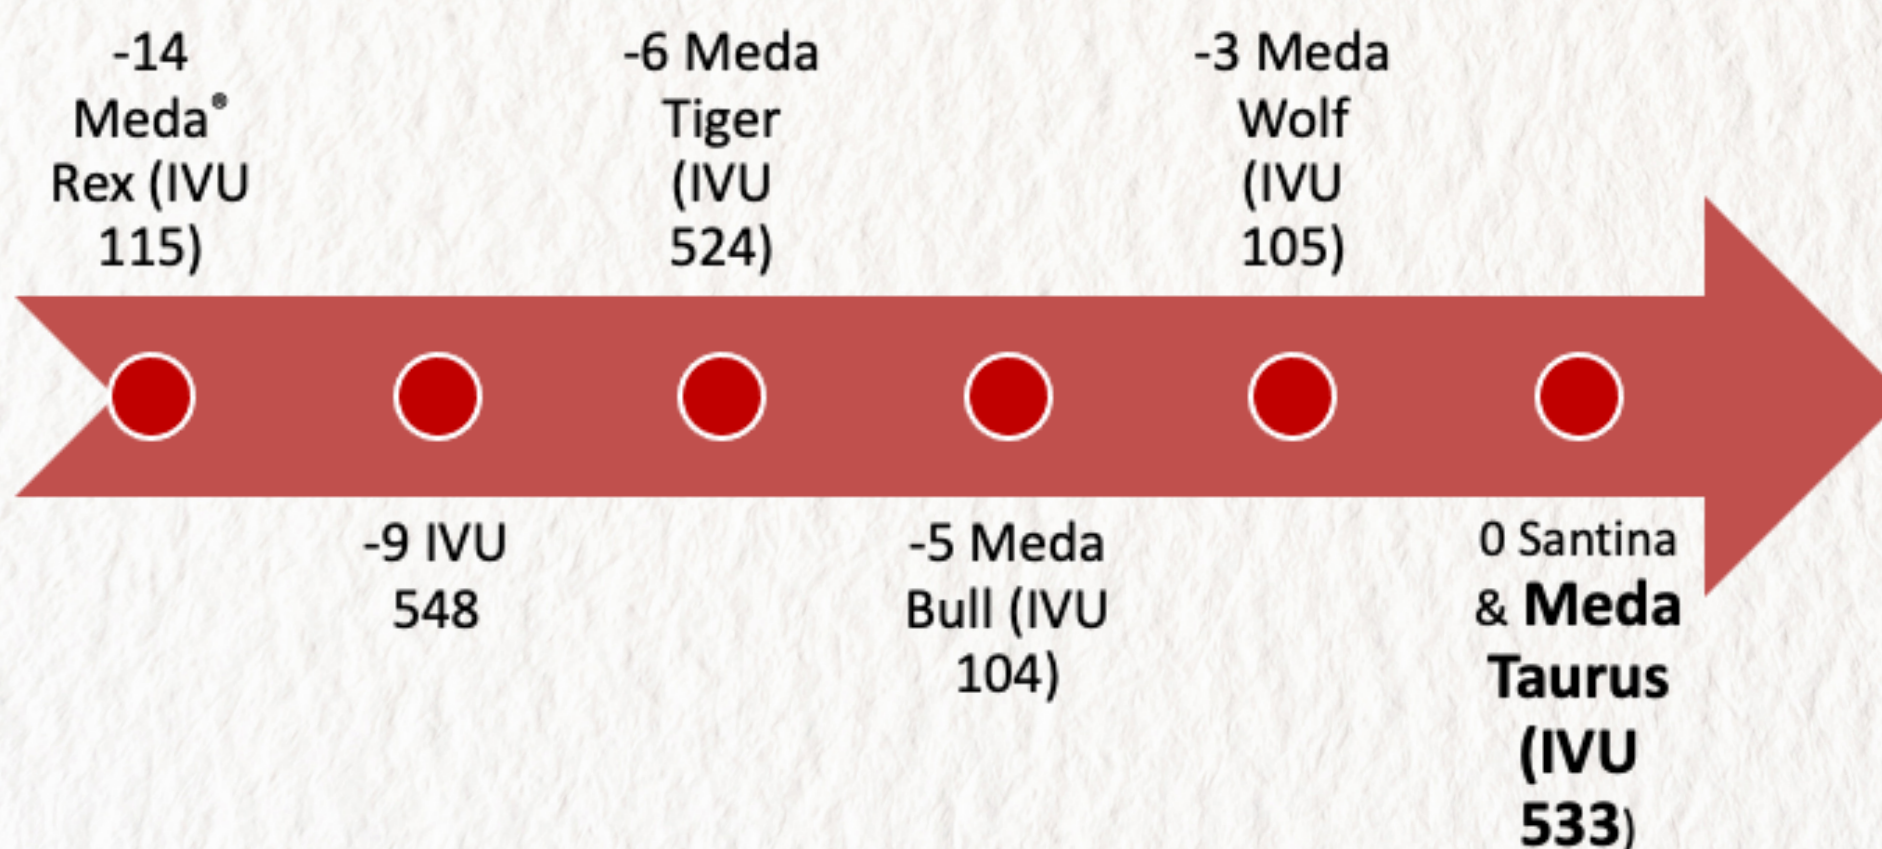 -14
Meda®
Rex (IVU
115)
-9 IVU
548
-6 Meda
Tiger
(IVU
524)
-5 Meda
Bull (IVU
104)
-3 Meda
Wolf
(IVU
105)
0 Santina
& Meda
Taurus
(IVU
533)